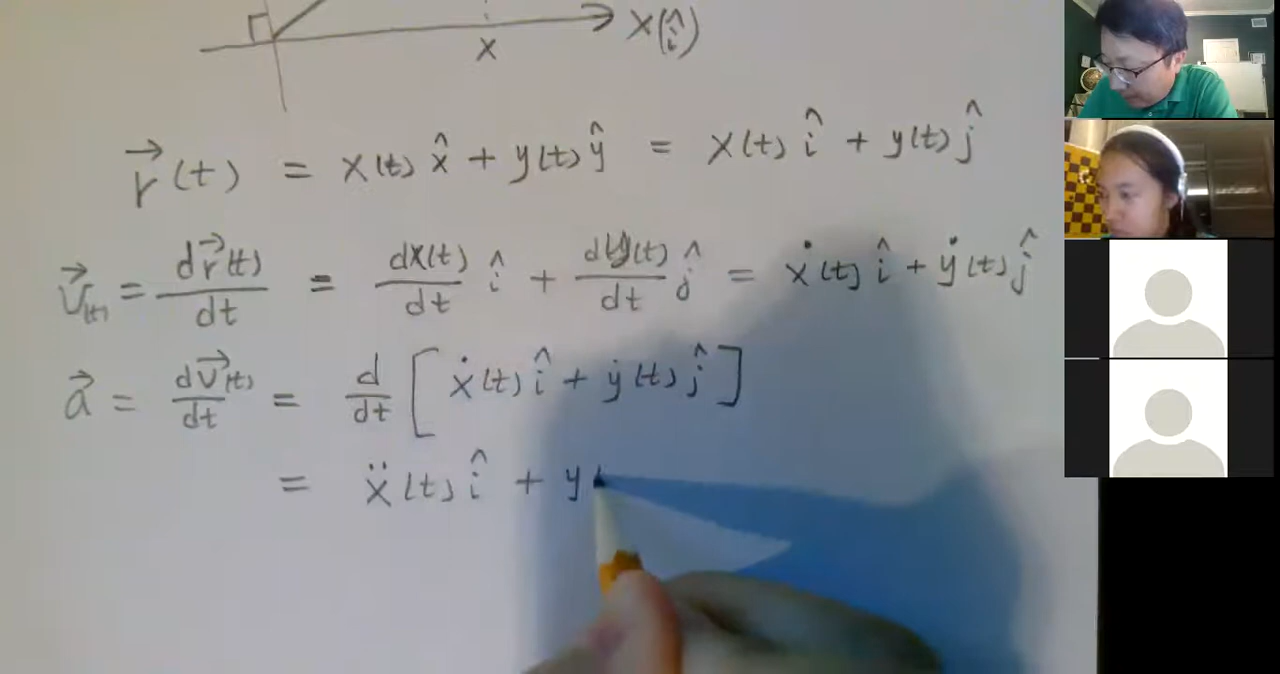 x x(î)
r⃗(t) = x(t) x̂ + y(t) ŷ = x(t) î + y(t) ĵ
v⃗(t) = dr⃗(t)/dt = dx(t)/dt î + dy(t)/dt ĵ = ẋ(t) î + ẏ(t) ĵ
a⃗ = dv⃗(t)/dt = d/dt [ ẋ(t) î + ẏ(t) ĵ ]
= ẍ(t) î + y